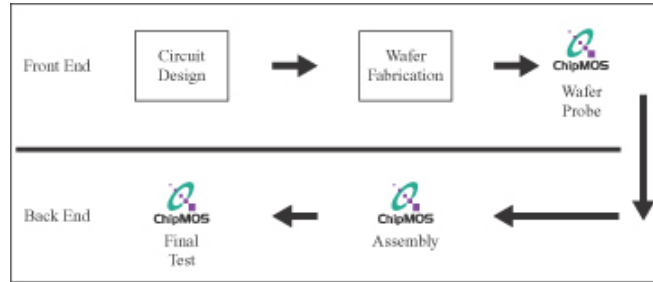 Front End
Circuit
Design
Wafer
Fabrication
ChipMOS
Wafer
Probe
Back End
ChipMOS
Final
Test
ChipMOS
Assembly